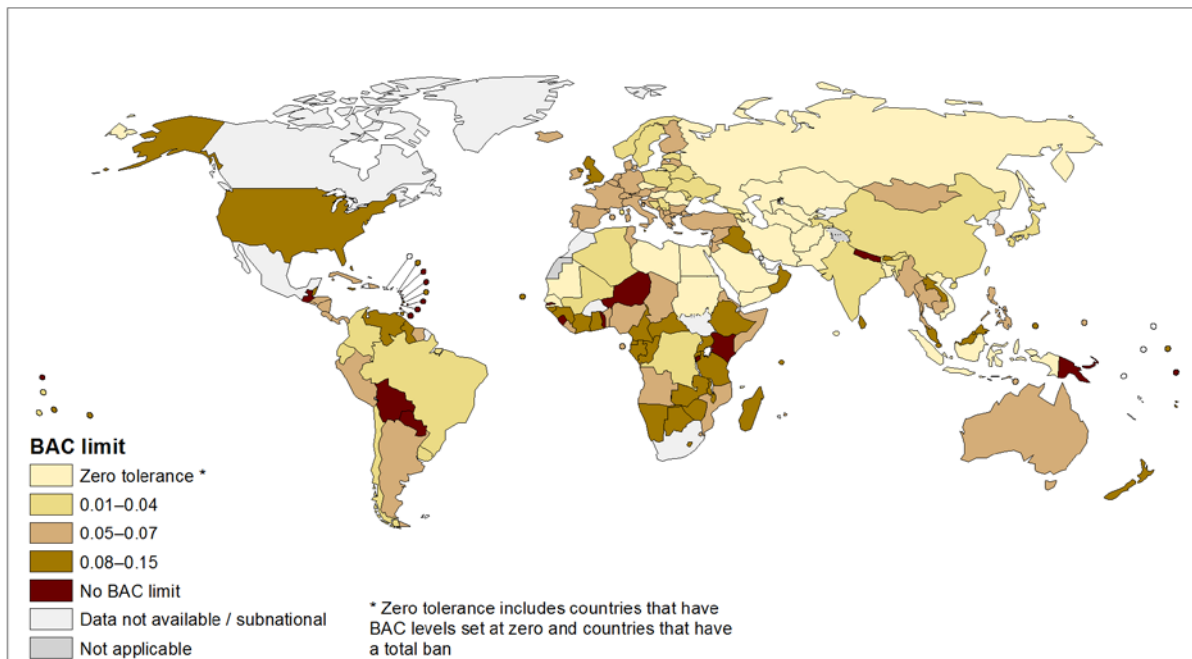 BAC limit
Zero tolerance *
0.01–0.04
0.05–0.07
0.08–0.15
No BAC limit
Data not available / subnational
Not applicable
* Zero tolerance includes countries that have
BAC levels set at zero and countries that have
a total ban